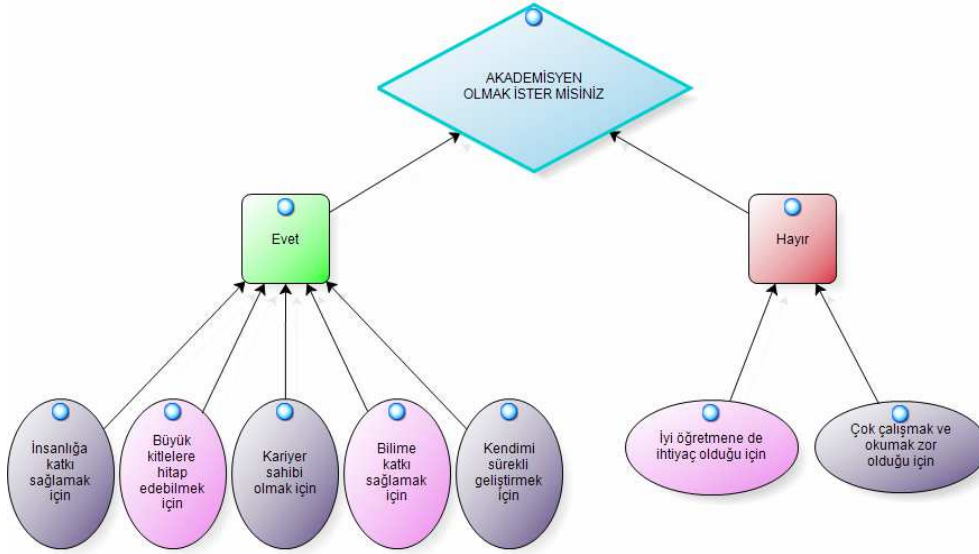 AKADEMİSYEN
OLMAK İSTER MİSİNİZ
Evet
Hayır
İnsanlığa
katkı
sağlamak
için
Büyük
kitlelere
hitap
edebilmek
için
Kariyer
sahibi
olmak için
Bilime
katkı
sağlamak
için
Kendimi
sürekli
geliştirmek
için
İyi öğretmene de
ihtiyaç olduğu için
Çok çalışmak ve
okumak zor
olduğu için